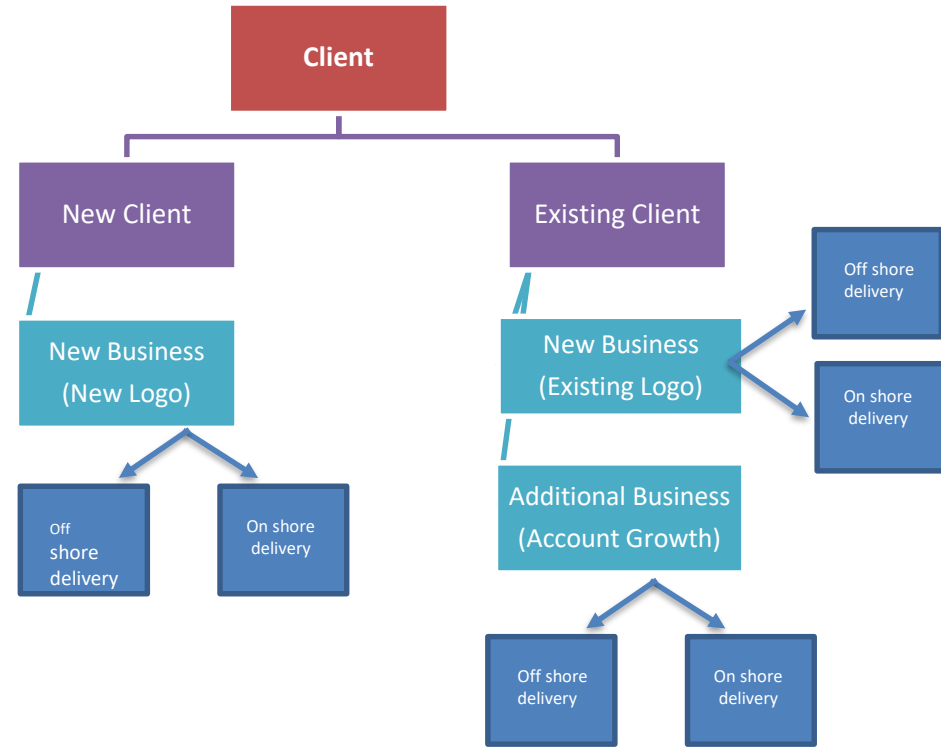 Client
New Client
Existing Client
Off shore
delivery
New Business
(New Logo)
New Business
(Existing Logo)
On shore
delivery
Off
shore
delivery
On shore
delivery
Additional Business
(Account Growth)
Off shore
delivery
On shore
delivery